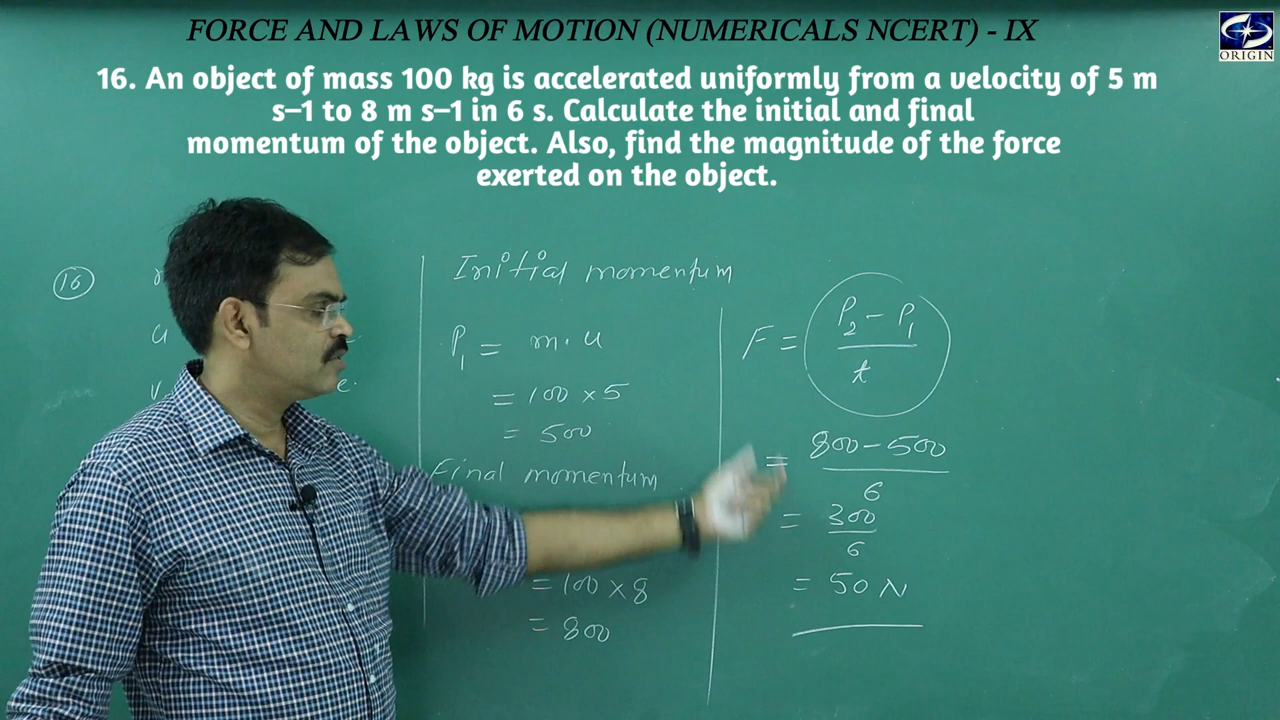 FORCE AND LAWS OF MOTION (NUMERICALS NCERT) - IX
ORIGIN
16. An object of mass 100 kg is accelerated uniformly from a velocity of 5 m
s–1 to 8 m s–1 in 6 s. Calculate the initial and final
momentum of the object. Also, find the magnitude of the force
exerted on the object.
16
u
v
Initial momentum
P1 = m. u
= 100 × 5
= 500
Final momentum
= 100 × 8
= 800
F = P2 - P1
t
= 800 - 500
6
= 300
6
= 50 N